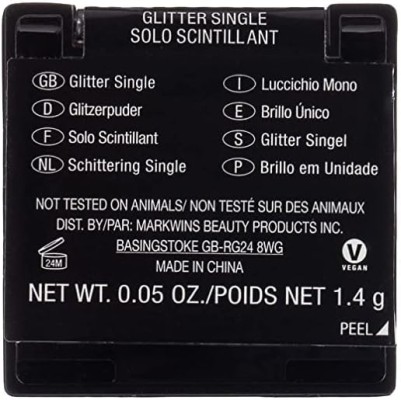 GLITTER SINGLE
SOLO SCINTILLANT
GB Glitter Single
I Luccichio Mono
D Glitzerpuder
E Brillo Único
F Solo Scintillant
S Glitter Singel
NL Schittering Single
P Brillo em Unidade
NOT TESTED ON ANIMALS/ NON TESTÉ SUR DES ANIMAUX
DIST. BY/PAR: MARKWINS BEAUTY PRODUCTS INC.
BASINGSTOKE GB-RG24 8WG
24M
MADE IN CHINA
V
VEGAN
NET WT. 0.05 OZ./POIDS NET 1.4 g
PEEL